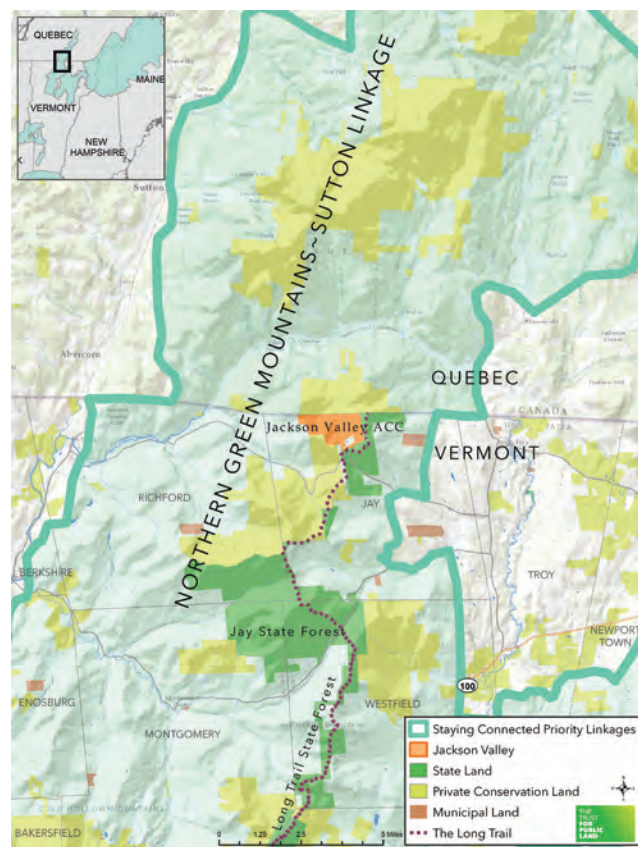 QUEBEC
MAINE
VERMONT
NEW
HAMPSHIRE
NORTHERN GREEN MOUNTAINS~SUTTON LINKAGE
Sutton
Abercorn
QUEBEC
CANADA
Jackson Valley ACC
VERMONT
RICHFORD
JAY
BERKSHIRE
TROY
Jay State Forest
NEWPORT
TOWN
100
ENOSBURG
WESTFIELD
MONTGOMERY
Long Trail State Forest
COLD HOLLOW MOUNTAINS
BAKERSFIELD
0 1.25 2.5 5 Miles
Staying Connected Priority Linkages
Jackson Valley
State Land
Private Conservation Land
Municipal Land
The Long Trail
THE
TRUST
FOR
PUBLIC
LAND